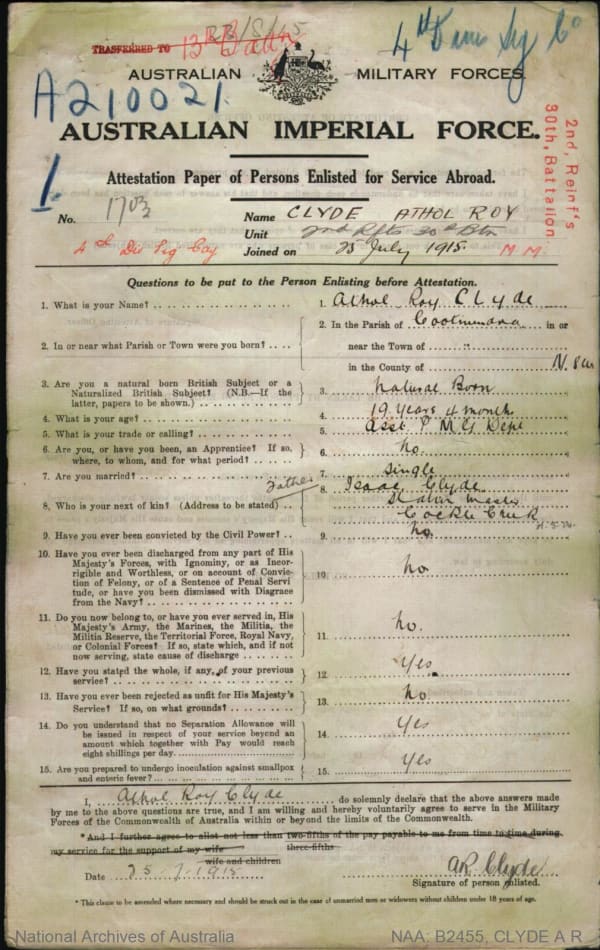 TRASFERED TO 13th Battn
4th Divn Sig Co
AUSTRALIAN MILITARY FORCES.
A210021.
AUSTRALIAN IMPERIAL FORCE.
2nd, Reinf's
30th, Battalion
1.
Attestation Paper of Persons Enlisted for Service Abroad.
No. 1703
Name CLYDE ATHOL ROY
Unit 2nd Rfts 30th Btn
4th Div Sig Coy
Joined on 25 July 1915. M M
Questions to be put to the Person Enlisting before Attestation.
1. What is your Name? 1. Athol Roy Clyde
2. In or near what Parish or Town were you born? 2. In the Parish of Cootamundra in or
near the Town of "
in the County of N. S. W
3. Are you a natural born British Subject or a
Naturalized British Subject? (N.B.—If the
latter, papers to be shown.) 3. Natural Born
4. What is your age? 4. 19 Years 4 month
5. What is your trade or calling? 5. Asst P M G Dept
6. Are you, or have you been, an Apprentice? If so,
where, to whom, and for what period? 6. No.
7. Are you married? 7. Single
8. Who is your next of kin? (Address to be stated) Father 8. Isaac Clyde
Station Master
Cockle Creek
9. Have you ever been convicted by the Civil Power? 9. No.
10. Have you ever been discharged from any part of His
Majesty's Forces, with Ignominy, or as Incor-
rigible and Worthless, or on account of Convic-
tion of Felony, or of a Sentence of Penal Servi
tude, or have you been Dismissed with Disgrace
from the Navy? 10. No
11. Do you now belong to, or have you ever served in, His
Majesty's Army, the Marines, the Militia, the
Militia Reserve, the Territorial Force, Royal Navy,
or Colonial Forces? If so, state which, and if not
now serving, state cause of discharge 11. No.
12. Have you stated the whole, if any, of your previous
service? 12. Yes
13. Have you ever been rejected as unfit for His Majesty's
Service? If so, on what grounds? 13. No
14. Do you understand that no Separation Allowance will
be issued in respect of your service beyond an
amount which together with Pay would reach
eight shillings per day. 14. Yes
15. Are you prepared to undergo inoculation against smallpox
and enteric fever? 15. Yes
I, Athol Roy Clyde do solemnly declare that the above answers made
by me to the above questions are true, and I am willing and hereby voluntarily agree to serve in the Military
Forces of the Commonwealth of Australia within or beyond the limits of the Commonwealth.
*And I further agree to allot not less than two-fifths of the pay payable to me from time to time during
three-fifths
my service for the support of my wife
wife and children
Date 25.7.1915 AR Clyde
Signature of person enlisted.
* This clause to be amended where necessary and should be struck out in the case of unmarried men or widowers without children under 18 years of age.
National Archives of Australia NAA: B2455, CLYDE A R